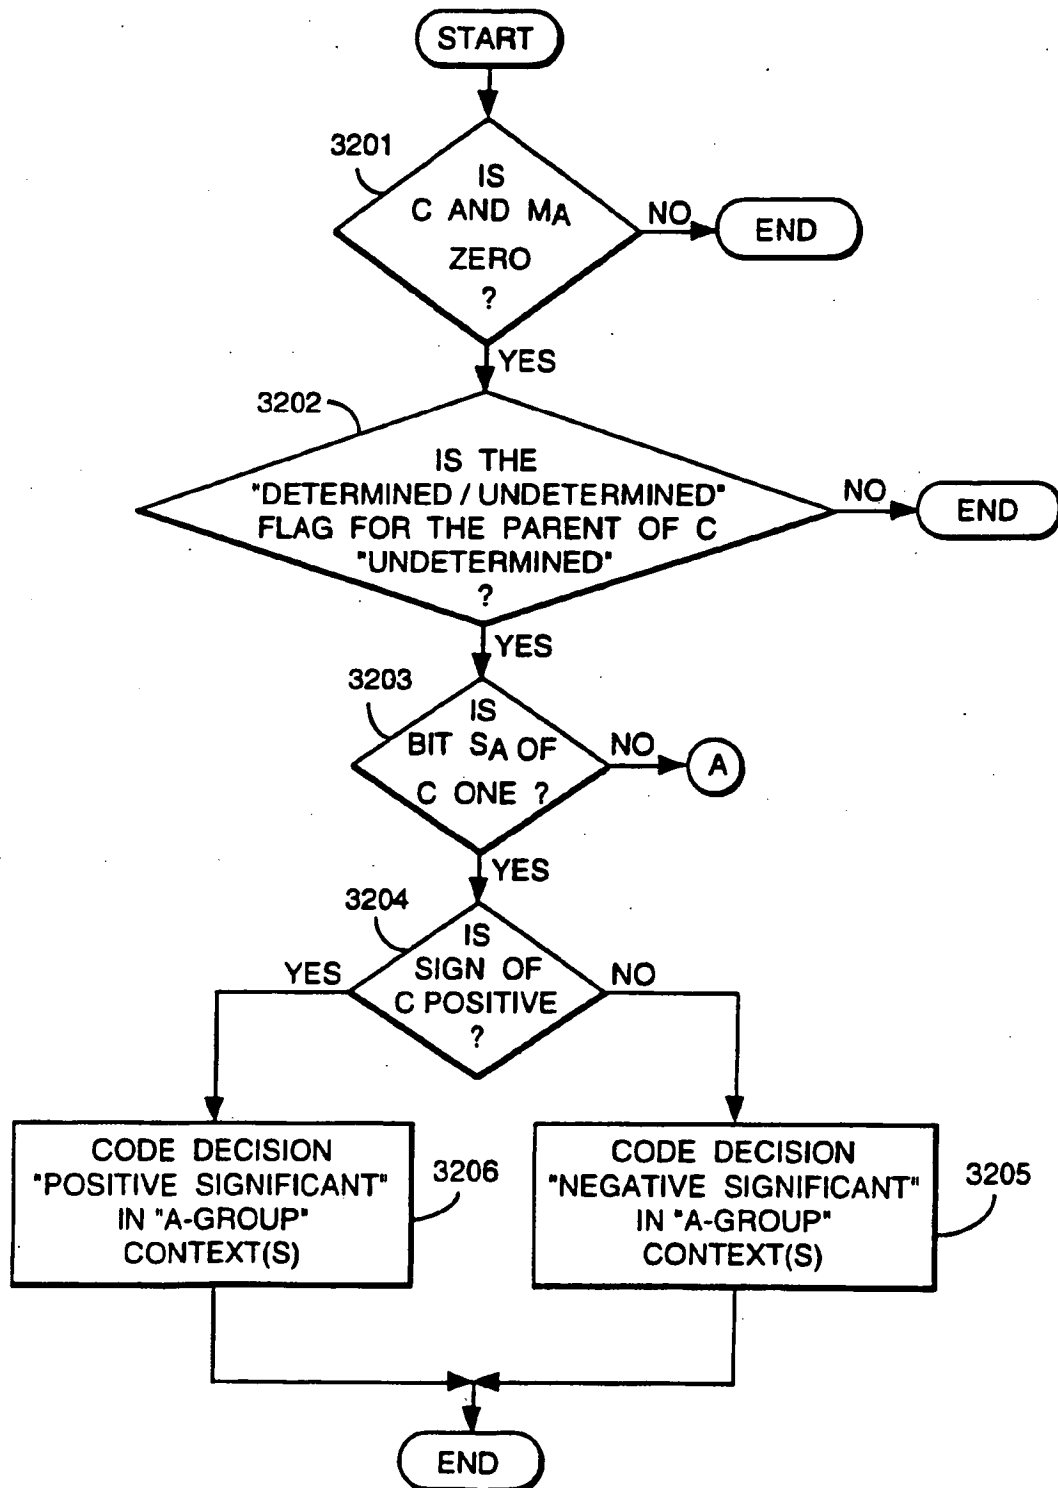 START
3201
IS
C AND MA
ZERO
?
NO
END
YES
3202
IS THE
"DETERMINED / UNDETERMINED"
FLAG FOR THE PARENT OF C
"UNDETERMINED"
?
NO
END
YES
3203
IS
BIT SA OF
C ONE ?
NO
A
YES
3204
IS
SIGN OF
C POSITIVE
?
YES
NO
CODE DECISION
"POSITIVE SIGNIFICANT"
IN "A-GROUP"
CONTEXT(S)
3206
CODE DECISION
"NEGATIVE SIGNIFICANT"
IN "A-GROUP"
CONTEXT(S)
3205
END